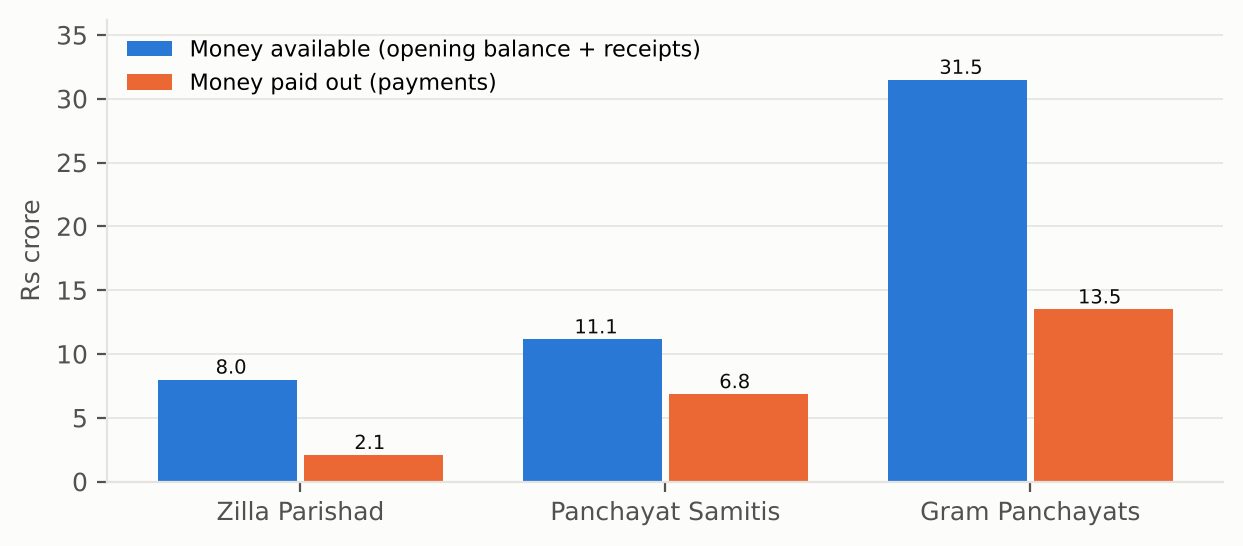 Money available (opening balance + receipts)
Money paid out (payments)
Rs crore
35
30
25
20
15
10
5
0
8.0
2.1
11.1
6.8
31.5
13.5
Zilla Parishad
Panchayat Samitis
Gram Panchayats